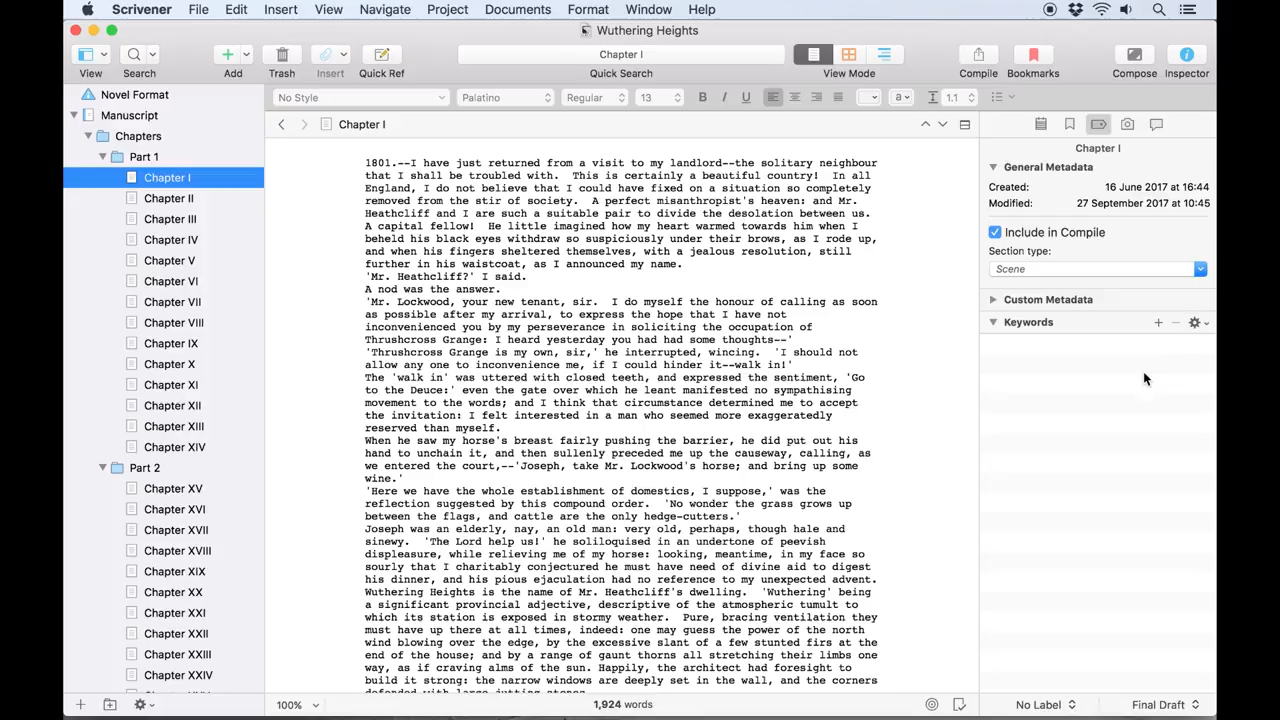 Scrivener File Edit Insert View Navigate Project Documents Format Window Help
Wuthering Heights
Chapter I
View Search Add Trash Insert Quick Ref Quick Search View Mode Compile Bookmarks Compose Inspector
No Style Palatino Regular 13 B I U a 1.1
Novel Format
Manuscript
Chapters
Part 1
Chapter I
Chapter II
Chapter III
Chapter IV
Chapter V
Chapter VI
Chapter VII
Chapter VIII
Chapter IX
Chapter X
Chapter XI
Chapter XII
Chapter XIII
Chapter XIV
Part 2
Chapter XV
Chapter XVI
Chapter XVII
Chapter XVIII
Chapter XIX
Chapter XX
Chapter XXI
Chapter XXII
Chapter XXIII
Chapter XXIV
Chapter I
1801.--I have just returned from a visit to my landlord--the solitary neighbour
that I shall be troubled with. This is certainly a beautiful country! In all
England, I do not believe that I could have fixed on a situation so completely
removed from the stir of society. A perfect misanthropist's heaven: and Mr.
Heathcliff and I are such a suitable pair to divide the desolation between us.
A capital fellow! He little imagined how my heart warmed towards him when I
beheld his black eyes withdraw so suspiciously under their brows, as I rode up,
and when his fingers sheltered themselves, with a jealous resolution, still
further in his waistcoat, as I announced my name.
'Mr. Heathcliff?' I said.
A nod was the answer.
'Mr. Lockwood, your new tenant, sir. I do myself the honour of calling as soon
as possible after my arrival, to express the hope that I have not
inconvenienced you by my perseverance in soliciting the occupation of
Thrushcross Grange: I heard yesterday you had had some thoughts--'
'Thrushcross Grange is my own, sir,' he interrupted, wincing. 'I should not
allow any one to inconvenience me, if I could hinder it--walk in!'
The 'walk in' was uttered with closed teeth, and expressed the sentiment, 'Go
to the Deuce:' even the gate over which he leant manifested no sympathising
movement to the words; and I think that circumstance determined me to accept
the invitation: I felt interested in a man who seemed more exaggeratedly
reserved than myself.
When he saw my horse's breast fairly pushing the barrier, he did put out his
hand to unchain it, and then sullenly preceded me up the causeway, calling, as
we entered the court,--'Joseph, take Mr. Lockwood's horse; and bring up some
wine.'
'Here we have the whole establishment of domestics, I suppose,' was the
reflection suggested by this compound order. 'No wonder the grass grows up
between the flags, and cattle are the only hedge-cutters.'
Joseph was an elderly, nay, an old man: very old, perhaps, though hale and
sinewy. 'The Lord help us!' he soliloquised in an undertone of peevish
displeasure, while relieving me of my horse: looking, meantime, in my face so
sourly that I charitably conjectured he must have need of divine aid to digest
his dinner, and his pious ejaculation had no reference to my unexpected advent.
Wuthering Heights is the name of Mr. Heathcliff's dwelling. 'Wuthering' being
a significant provincial adjective, descriptive of the atmospheric tumult to
which its station is exposed in stormy weather. Pure, bracing ventilation they
must have up there at all times, indeed: one may guess the power of the north
wind blowing over the edge, by the excessive slant of a few stunted firs at the
end of the house; and by a range of gaunt thorns all stretching their limbs one
way, as if craving alms of the sun. Happily, the architect had foresight to
build it strong: the narrow windows are deeply set in the wall, and the corners
defended with large jutting stones.
100% 1,924 words
Chapter I
General Metadata
Created: 16 June 2017 at 16:44
Modified: 27 September 2017 at 10:45
Include in Compile
Section type:
Scene
Custom Metadata
Keywords
No Label Final Draft